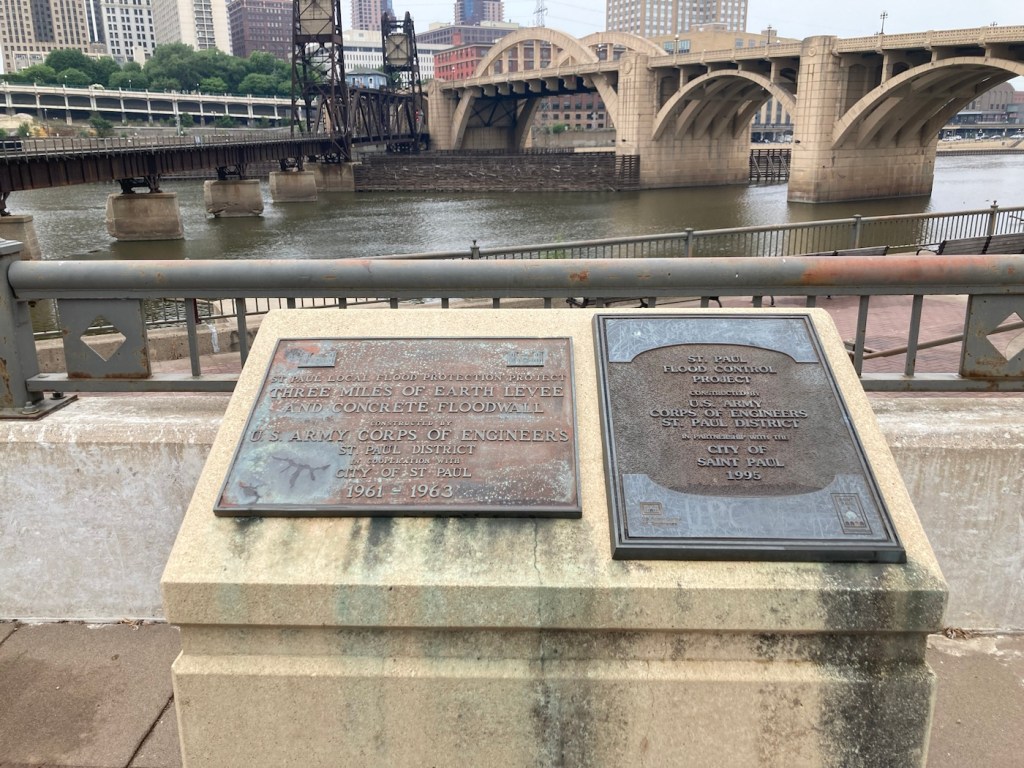 ST PAUL LOCAL FLOOD PROTECTION PROJECT
THREE MILES OF EARTH LEVEE
AND CONCRETE FLOODWALL
CONSTRUCTED BY
U. S. ARMY CORPS OF ENGINEERS
ST. PAUL DISTRICT
IN COOPERATION WITH
CITY OF ST PAUL
1961 - 1963
ST. PAUL
FLOOD CONTROL
PROJECT
CONSTRUCTED BY
U.S. ARMY
CORPS OF ENGINEERS
ST. PAUL DISTRICT
IN PARTNERSHIP WITH THE
CITY OF
SAINT PAUL
1995